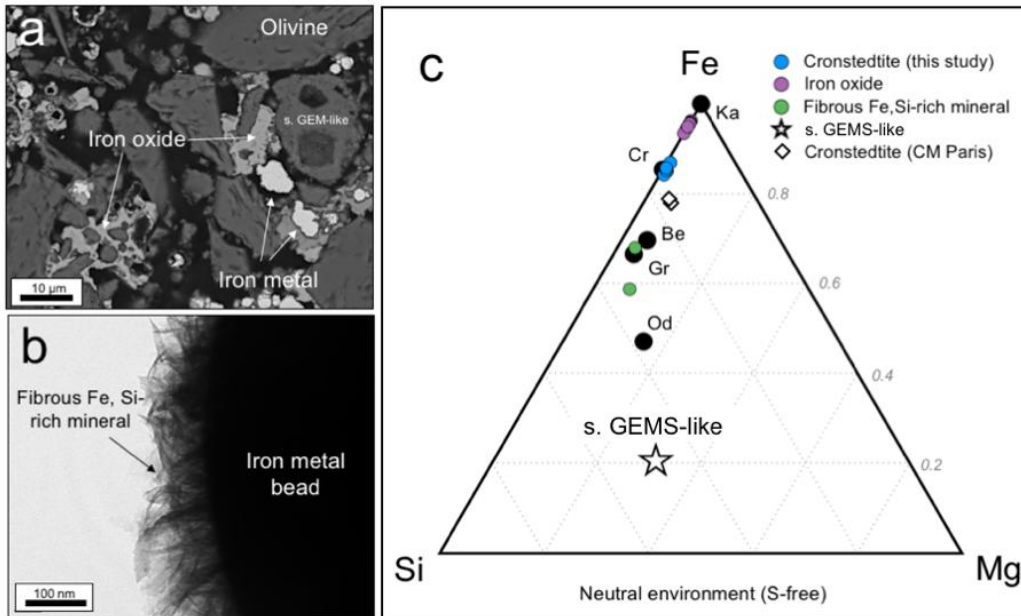 a
Olivine
s. GEM-like
Iron oxide
Iron metal
10 µm
b
Fibrous Fe, Si-
rich mineral
Iron metal
bead
100 nm
c
Fe
Cronstedtite (this study)
Iron oxide
Fibrous Fe,Si-rich mineral
s. GEMS-like
Cronstedtite (CM Paris)
Ka
Cr
0.8
Be
Gr
0.6
Od
0.4
s. GEMS-like
0.2
Si
Mg
Neutral environment (S-free)